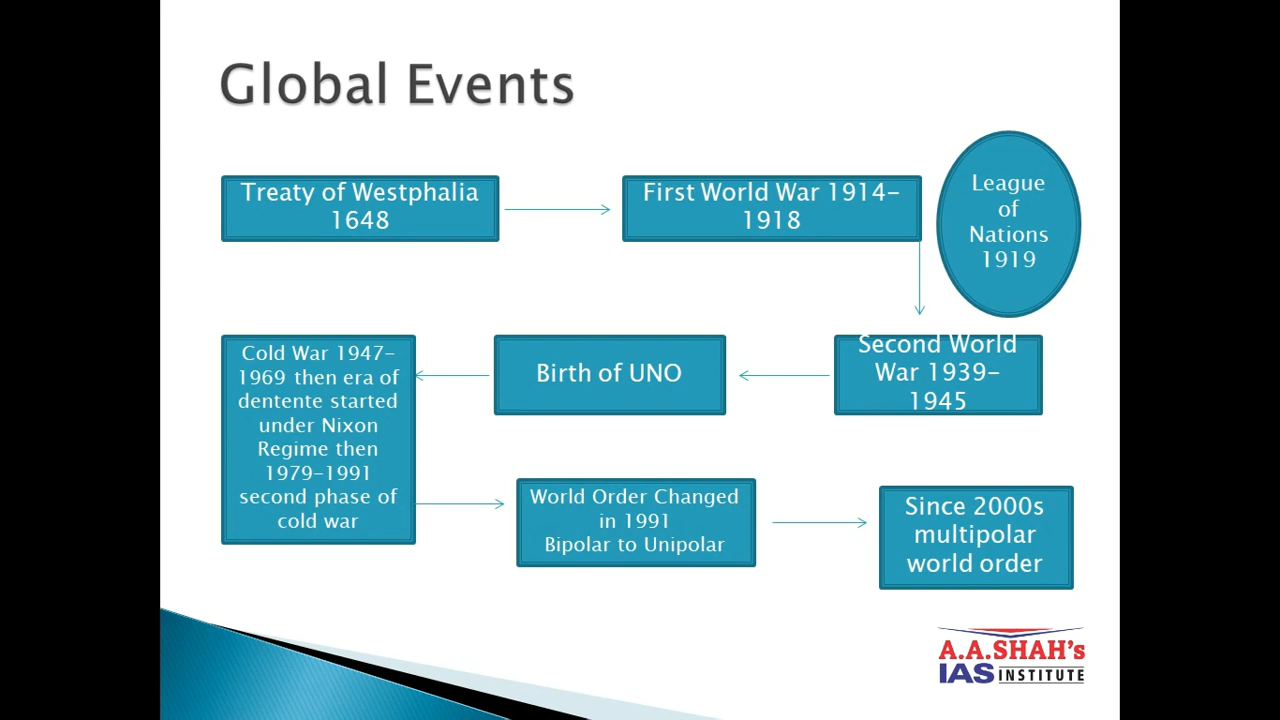 Global Events
Treaty of Westphalia
1648
First World War 1914-
1918
League
of
Nations
1919
Second World
War 1939-
1945
Birth of UNO
Cold War 1947-
1969 then era of
dentente started
under Nixon
Regime then
1979-1991
second phase of
cold war
World Order Changed
in 1991
Bipolar to Unipolar
Since 2000s
multipolar
world order
A.A.SHAH's
IAS INSTITUTE